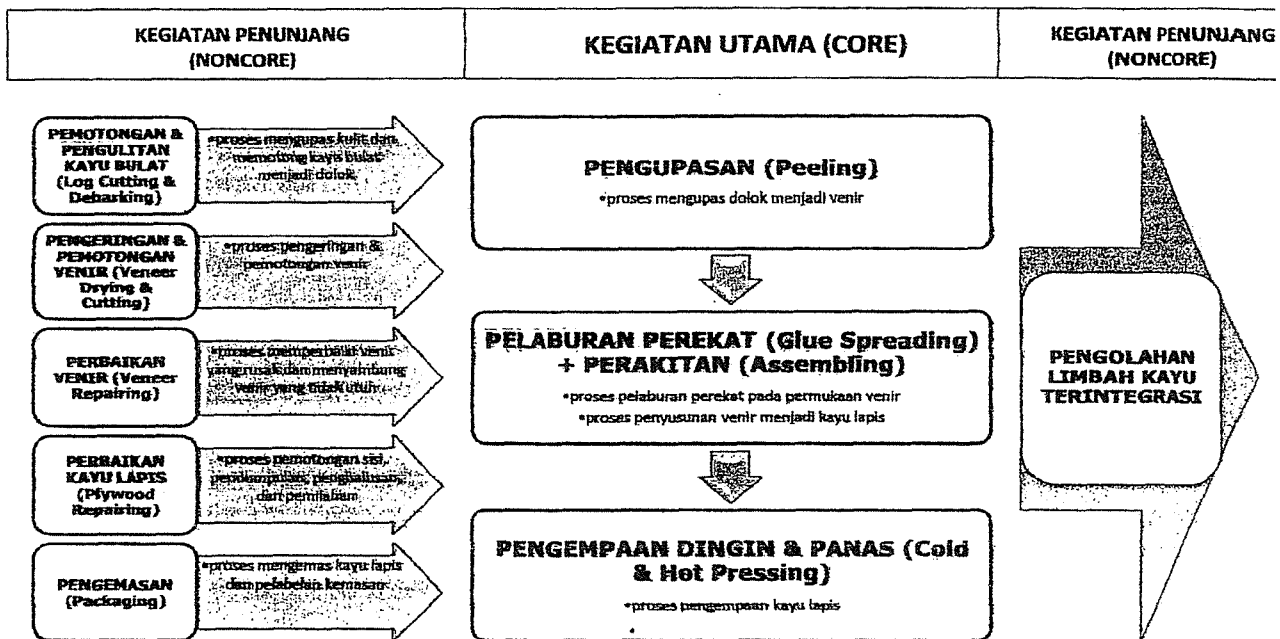 KEGIATAN PENUNJANG
(NONCORE)
KEGIATAN UTAMA (CORE)
KEGIATAN PENUNJANG
(NONCORE)
PEMOTONGAN &
PENGULITAN
KAYU BULAT
(Log Cutting &
Debarking)
•proses mengupas kulit dan
memotong kayu bulat
menjadi dolok
PENGERINGAN &
PEMOTONGAN
VENIR (Veneer
Drying &
Cutting)
•proses pengeringan &
pemotongan venir
PERBAIKAN
VENIR (Veneer
Repairing)
•proses memperbaiki venir
yang rusak dan menyambung
venir yang tidak utuh
PERBAIKAN
KAYU LAPIS
(Plywood
Repairing)
•proses pemotongan sisi,
pendempulan, penghalusan,
dan pemilahan
PENGEMASAN
(Packaging)
•proses mengemas kayu lapis
dan pelabelan kemasan
PENGUPASAN (Peeling)
•proses mengupas dolok menjadi venir
PELABURAN PEREKAT (Glue Spreading)
+ PERAKITAN (Assembling)
•proses pelaburan perekat pada permukaan venir
•proses penyusunan venir menjadi kayu lapis
PENGEMPAAN DINGIN & PANAS (Cold
& Hot Pressing)
•proses pengempaan kayu lapis
•
PENGOLAHAN
LIMBAH KAYU
TERINTEGRASI